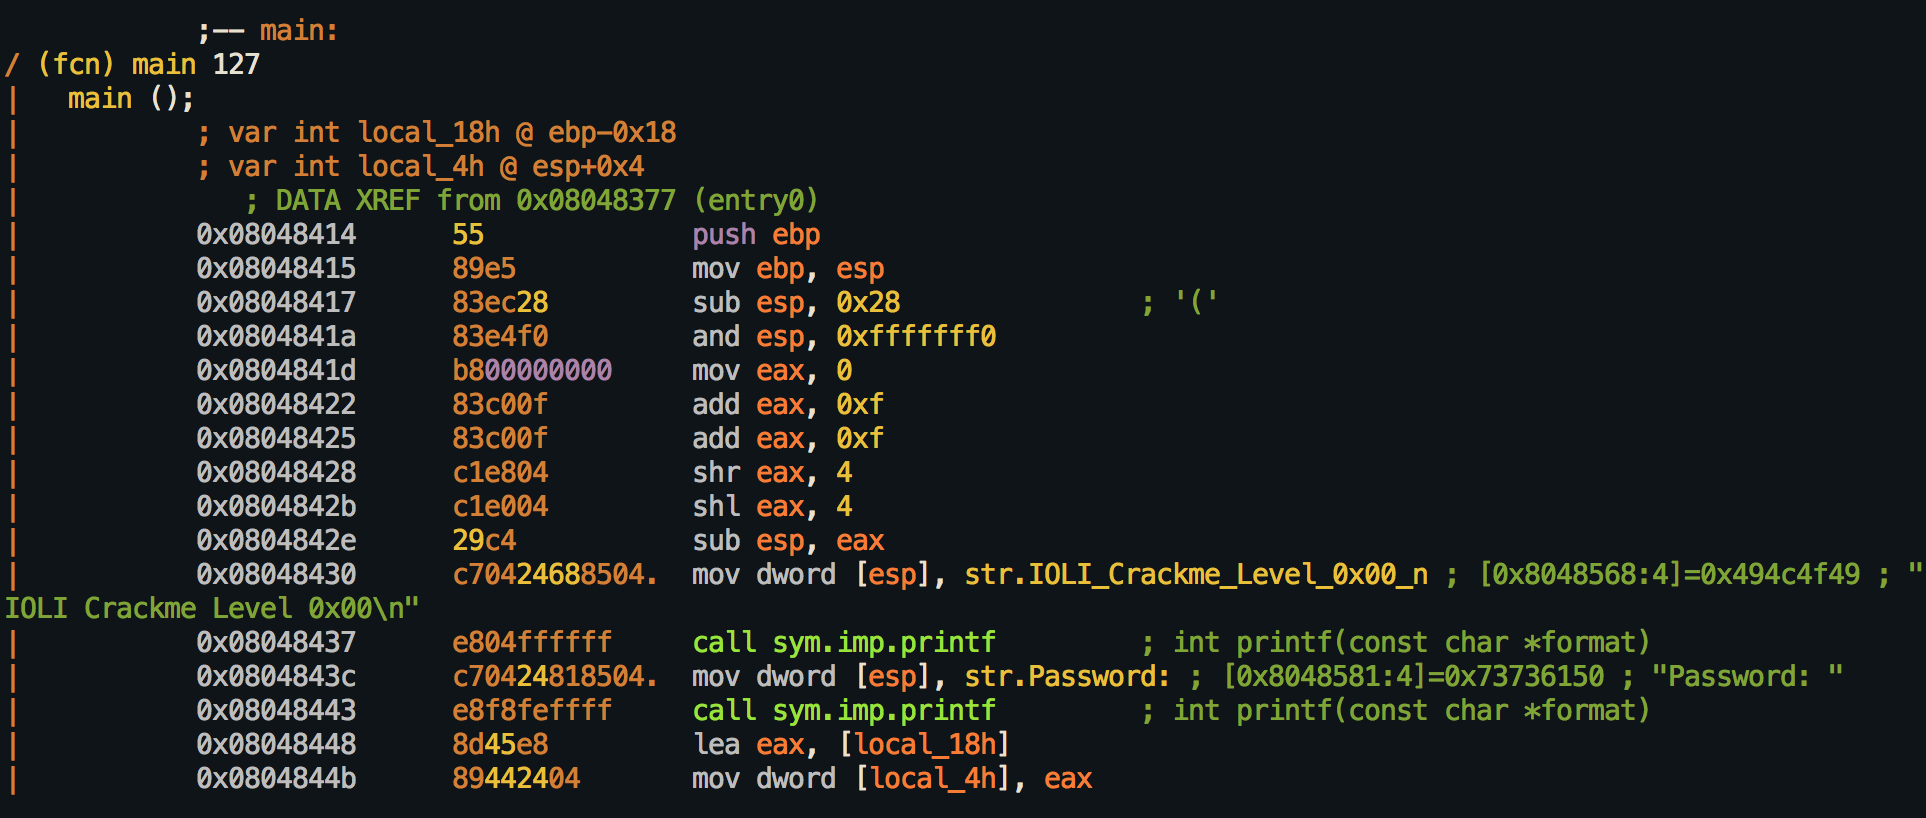 ;-- main:
/ (fcn) main 127
|   main ();
|           ; var int local_18h @ ebp-0x18
|           ; var int local_4h @ esp+0x4
|              ; DATA XREF from 0x08048377 (entry0)
|           0x08048414      55             push ebp
|           0x08048415      89e5           mov ebp, esp
|           0x08048417      83ec28         sub esp, 0x28               ; '('
|           0x0804841a      83e4f0         and esp, 0xfffffff0
|           0x0804841d      b800000000     mov eax, 0
|           0x08048422      83c00f         add eax, 0xf
|           0x08048425      83c00f         add eax, 0xf
|           0x08048428      c1e804         shr eax, 4
|           0x0804842b      c1e004         shl eax, 4
|           0x0804842e      29c4           sub esp, eax
|           0x08048430      c70424688504.  mov dword [esp], str.IOLI_Crackme_Level_0x00_n ; [0x8048568:4]=0x494c4f49 ; "
IOLI Crackme Level 0x00\n"
|           0x08048437      e804ffffff     call sym.imp.printf         ; int printf(const char *format)
|           0x0804843c      c70424818504.  mov dword [esp], str.Password: ; [0x8048581:4]=0x73736150 ; "Password: "
|           0x08048443      e8f8feffff     call sym.imp.printf         ; int printf(const char *format)
|           0x08048448      8d45e8         lea eax, [local_18h]
|           0x0804844b      89442404       mov dword [local_4h], eax